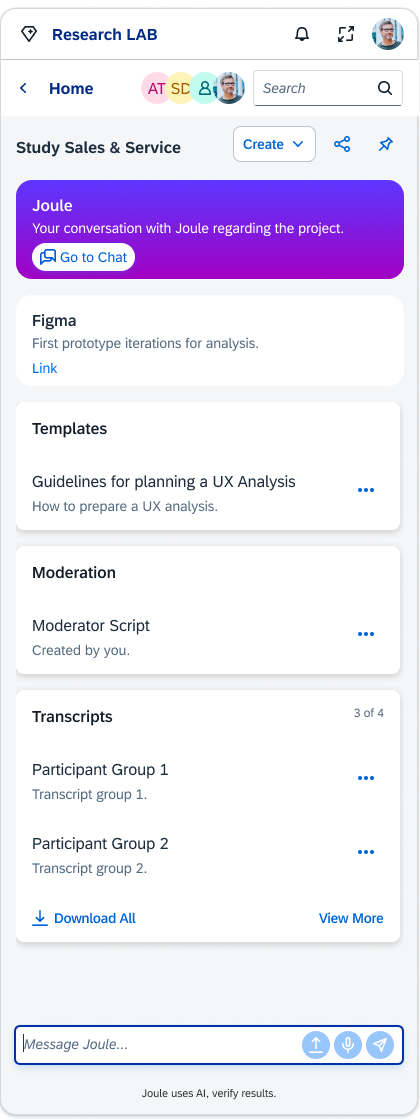 Research LAB
Home
AT SD
Search
Study Sales & Service
Create
Joule
Your conversation with Joule regarding the project.
Go to Chat
Figma
First prototype iterations for analysis.
Link
Templates
Guidelines for planning a UX Analysis
How to prepare a UX analysis.
Moderation
Moderator Script
Created by you.
Transcripts
3 of 4
Participant Group 1
Transcript group 1.
Participant Group 2
Transcript group 2.
Download All
View More
Message Joule...
Joule uses AI, verify results.